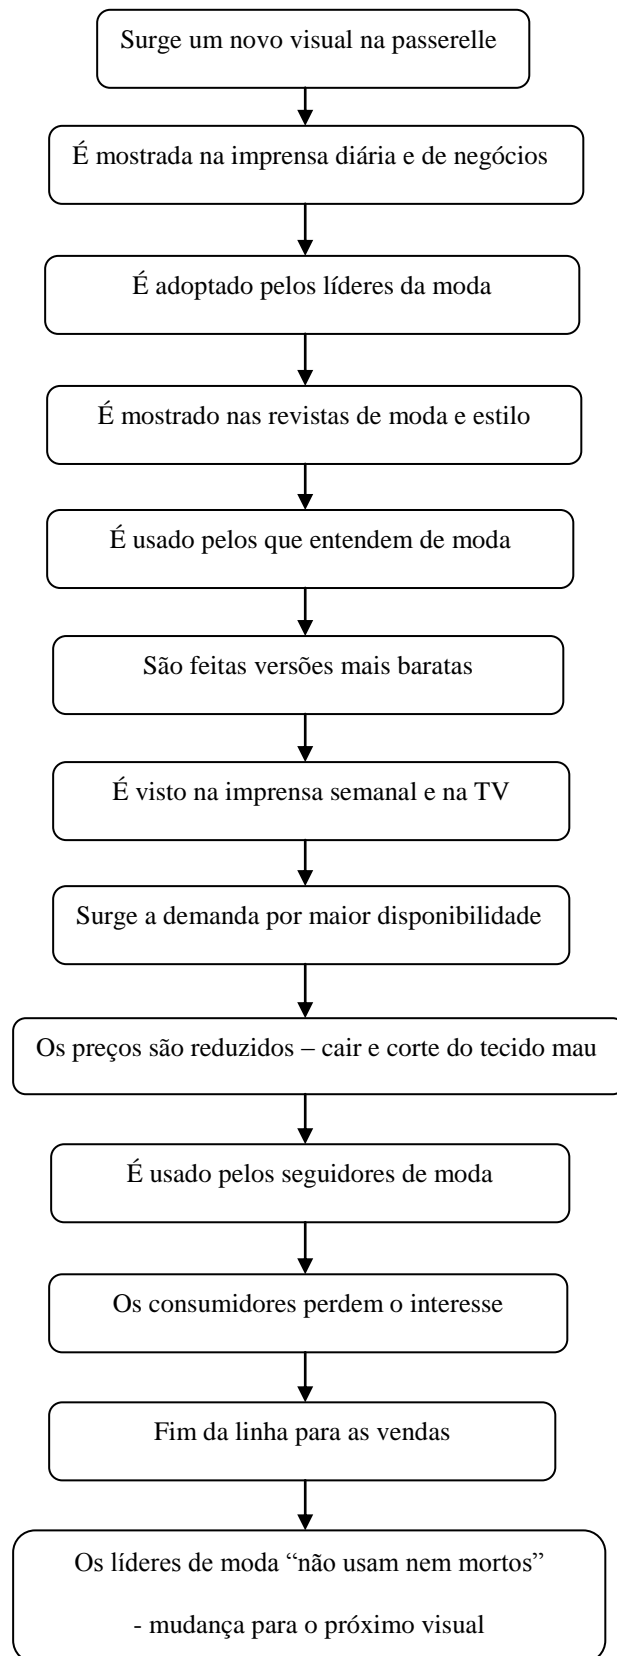 Surge um novo visual na passerelle
É mostrada na imprensa diária e de negócios
É adoptado pelos líderes da moda
É mostrado nas revistas de moda e estilo
É usado pelos que entendem de moda
São feitas versões mais baratas
É visto na imprensa semanal e na TV
Surge a demanda por maior disponibilidade
Os preços são reduzidos – cair e corte do tecido mau
É usado pelos seguidores de moda
Os consumidores perdem o interesse
Fim da linha para as vendas
Os líderes de moda “não usam nem mortos”
- mudança para o próximo visual